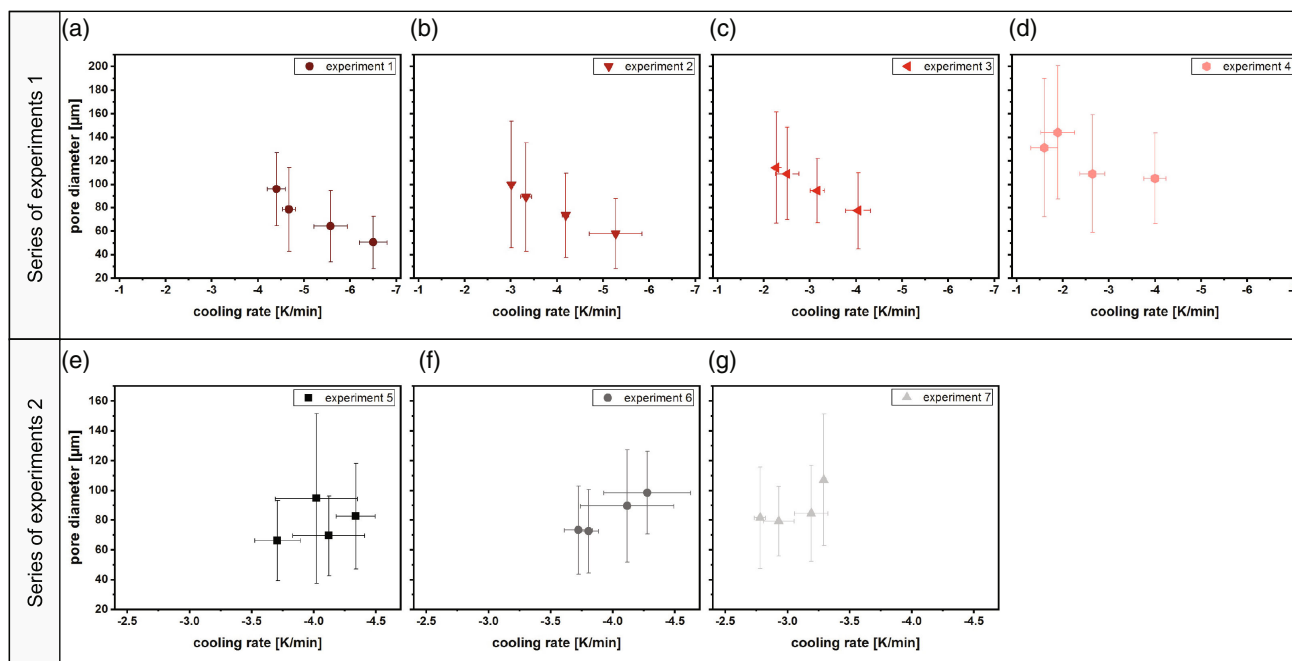 Series of experiments 1
(a)
(b)
(c)
(d)
experiment 1
experiment 2
experiment 3
experiment 4
pore diameter [µm]
200
180
160
140
120
100
80
60
40
20
-1 -2 -3 -4 -5 -6 -7
-1 -2 -3 -4 -5 -6 -7
-1 -2 -3 -4 -5 -6 -7
-1 -2 -3 -4 -5 -6
cooling rate [K/min]
cooling rate [K/min]
cooling rate [K/min]
cooling rate [K/min]
Series of experiments 2
(e)
(f)
(g)
experiment 5
experiment 6
experiment 7
pore diameter [µm]
160
140
120
100
80
60
40
20
-2.5 -3.0 -3.5 -4.0 -4.5
-2.5 -3.0 -3.5 -4.0 -4.5
-2.5 -3.0 -3.5 -4.0 -4.5
cooling rate [K/min]
cooling rate [K/min]
cooling rate [K/min]